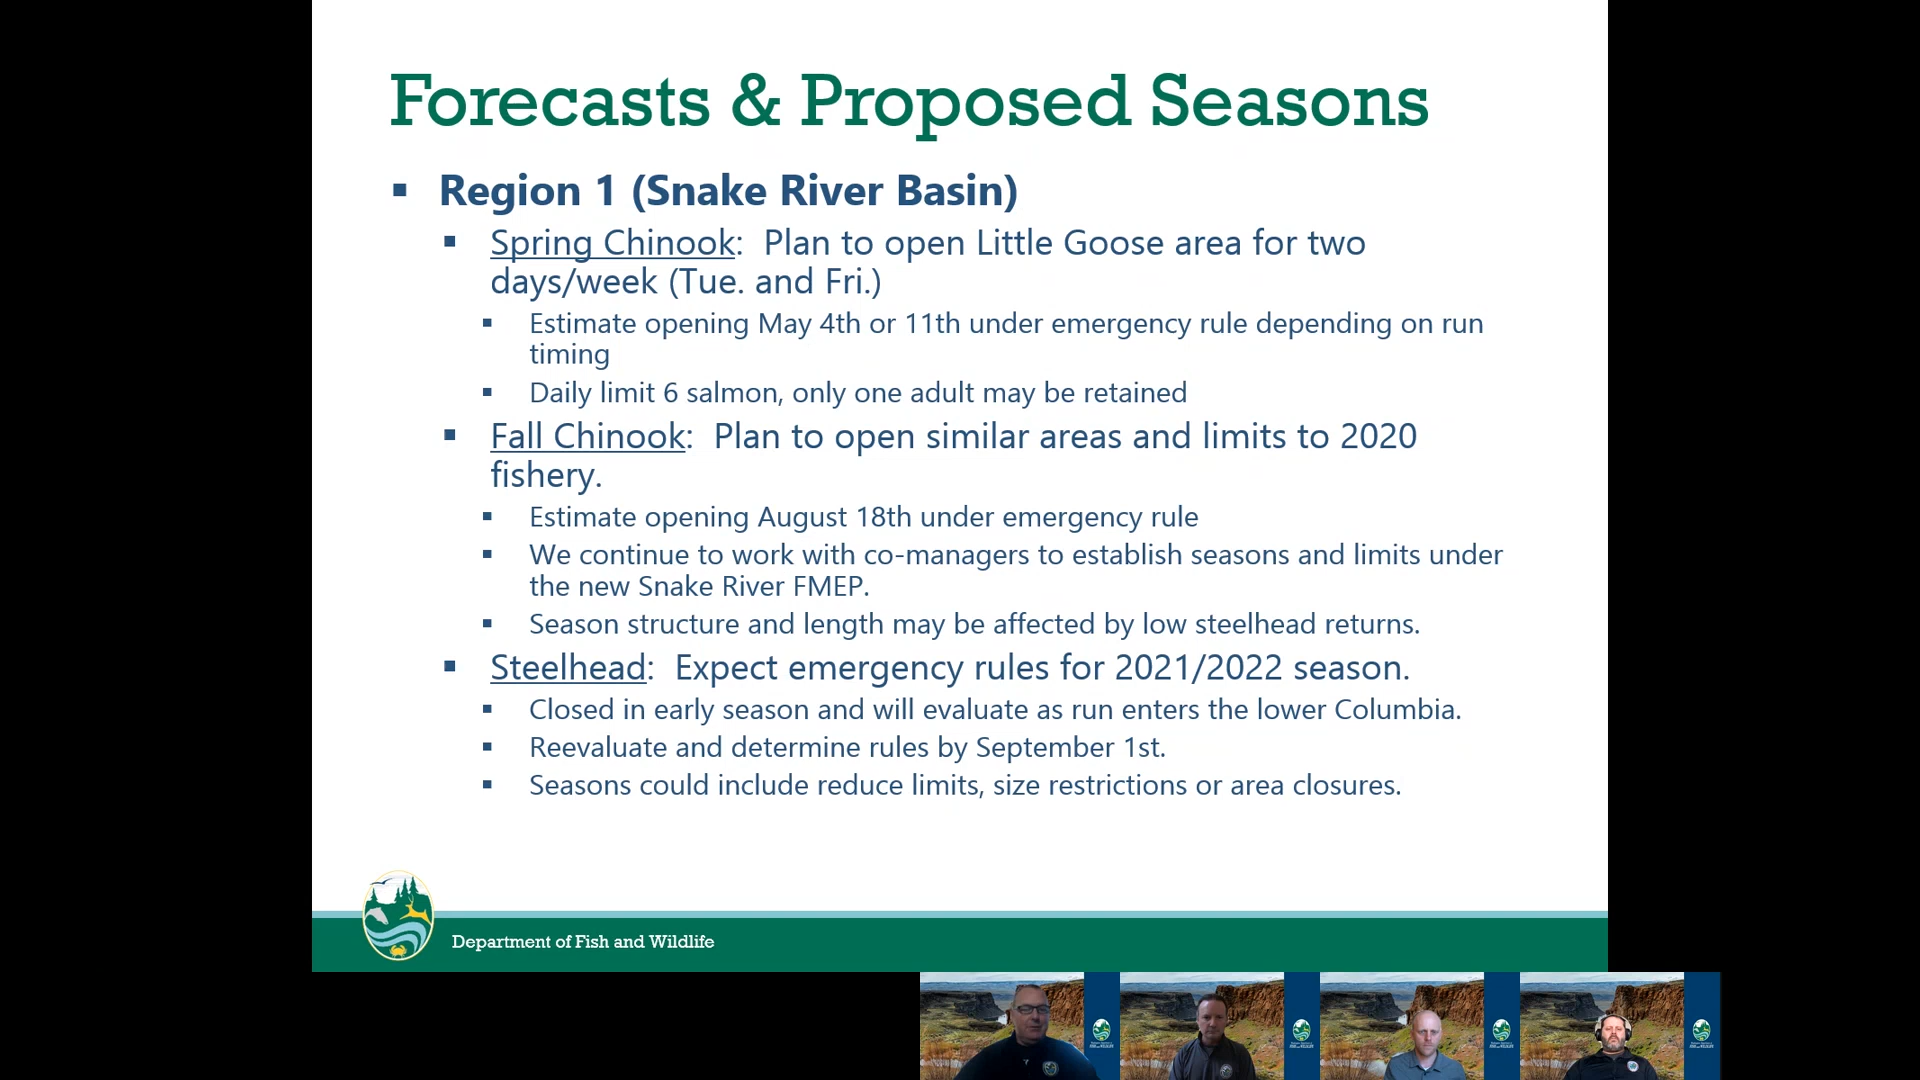 Forecasts & Proposed Seasons
Region 1 (Snake River Basin)
Spring Chinook: Plan to open Little Goose area for two
days/week (Tue. and Fri.)
Estimate opening May 4th or 11th under emergency rule depending on run
timing
Daily limit 6 salmon, only one adult may be retained
Fall Chinook: Plan to open similar areas and limits to 2020
fishery.
Estimate opening August 18th under emergency rule
We continue to work with co-managers to establish seasons and limits under
the new Snake River FMEP.
Season structure and length may be affected by low steelhead returns.
Steelhead: Expect emergency rules for 2021/2022 season.
Closed in early season and will evaluate as run enters the lower Columbia.
Reevaluate and determine rules by September 1st.
Seasons could include reduce limits, size restrictions or area closures.
Department of Fish and Wildlife